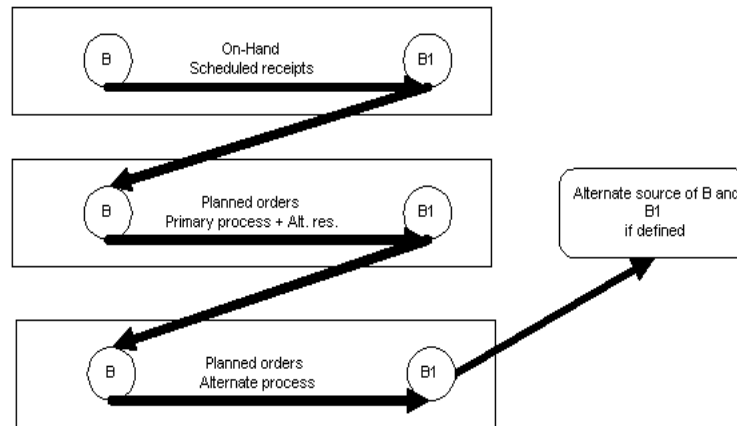 B
On-Hand
Scheduled receipts
B1
B
Planned orders
Primary process + Alt. res.
B1
Alternate source of B and
B1
if defined
B
Planned orders
Alternate process
B1